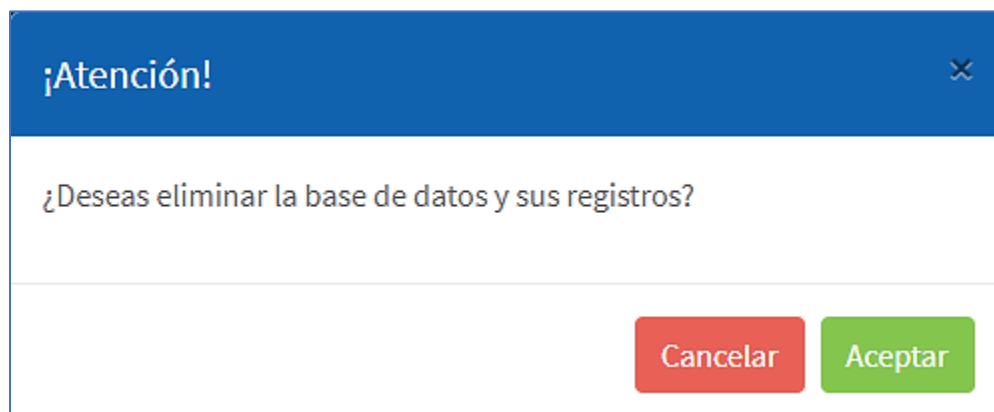 ¡Atención!
¿Deseas eliminar la base de datos y sus registros?
Cancelar
Aceptar